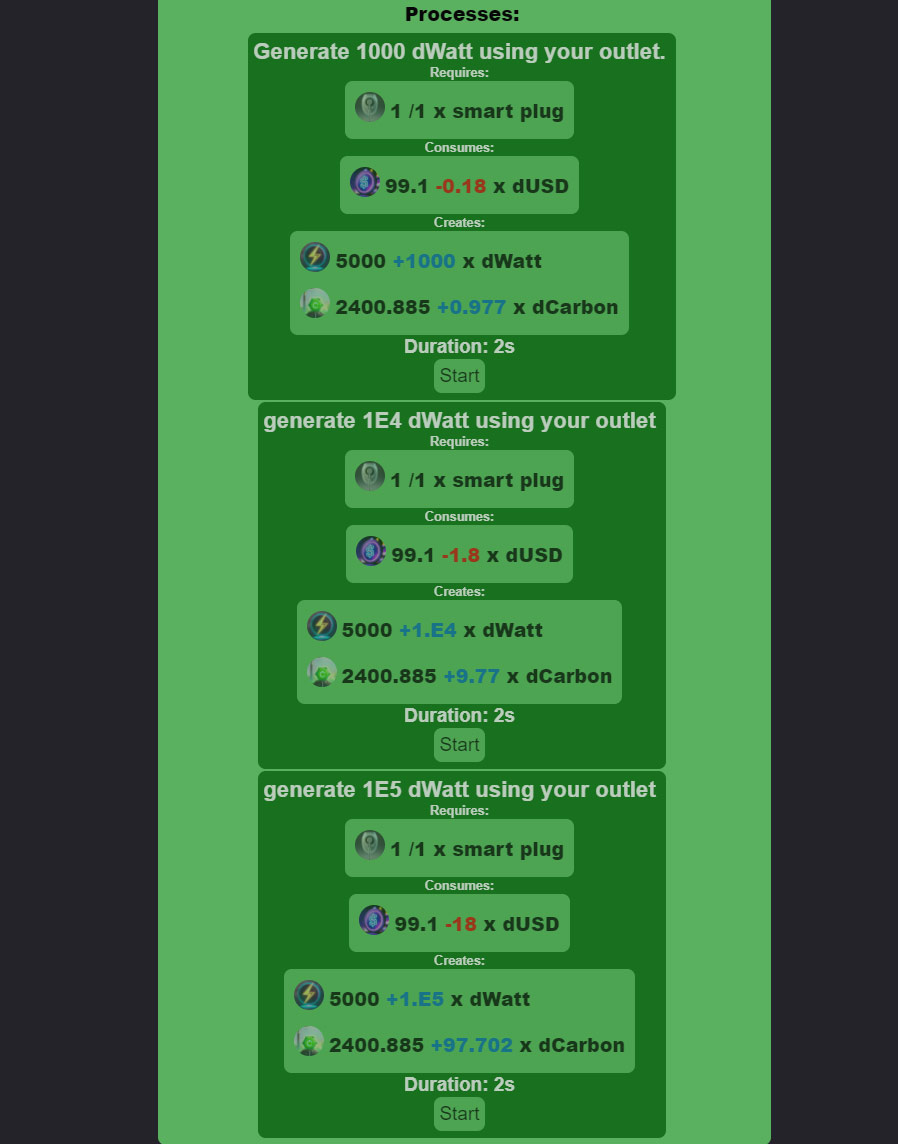 Processes:
Generate 1000 dWatt using your outlet.
Requires:
1 /1 x smart plug
Consumes:
99.1 -0.18 x dUSD
Creates:
5000 +1000 x dWatt
2400.885 +0.977 x dCarbon
Duration: 2s
Start
generate 1E4 dWatt using your outlet
Requires:
1 /1 x smart plug
Consumes:
99.1 -1.8 x dUSD
Creates:
5000 +1.E4 x dWatt
2400.885 +9.77 x dCarbon
Duration: 2s
Start
generate 1E5 dWatt using your outlet
Requires:
1 /1 x smart plug
Consumes:
99.1 -18 x dUSD
Creates:
5000 +1.E5 x dWatt
2400.885 +97.702 x dCarbon
Duration: 2s
Start